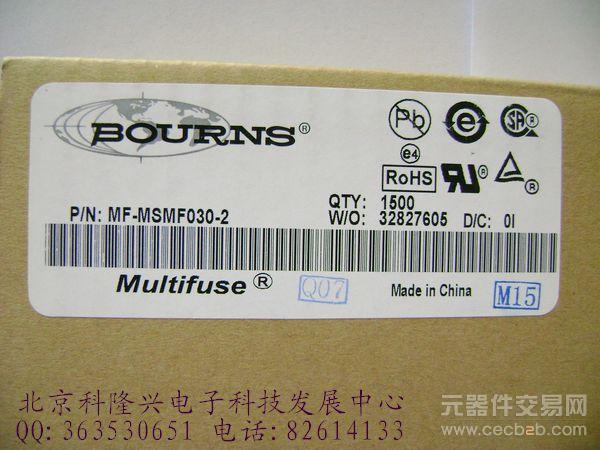 BOURNS®
Pb
e
SA ®
e4
RoHS
UR ®
®
QTY: 1500
P/N: MF-MSMF030-2
W/O: 32827605 D/C: 0I
Multifuse®
Q07
Made in China
M15
北京科隆兴电子科技发展中心
QQ:363530651 电话:82614133
元器件交易网
www.cecb2b.com